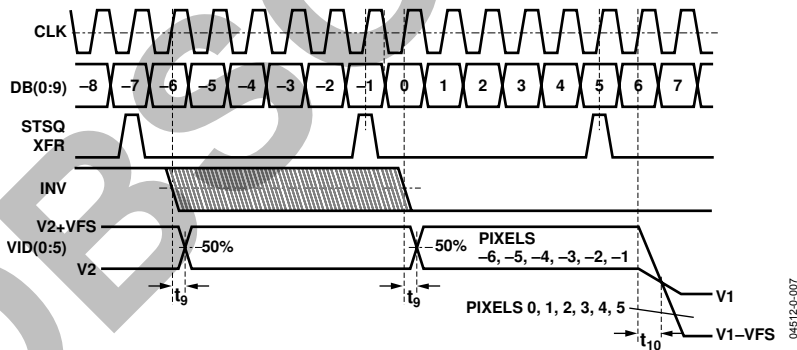 CLK
DB(0:9) –8 –7 –6 –5 –4 –3 –2 –1 0 1 2 3 4 5 6 7
STSQ
XFR
INV
V2+VFS
VID(0:5)
V2
50%
50%
PIXELS
–6, –5, –4, –3, –2, –1
t9
t9
PIXELS 0, 1, 2, 3, 4, 5
t10
V1
V1–VFS
04512-0-007